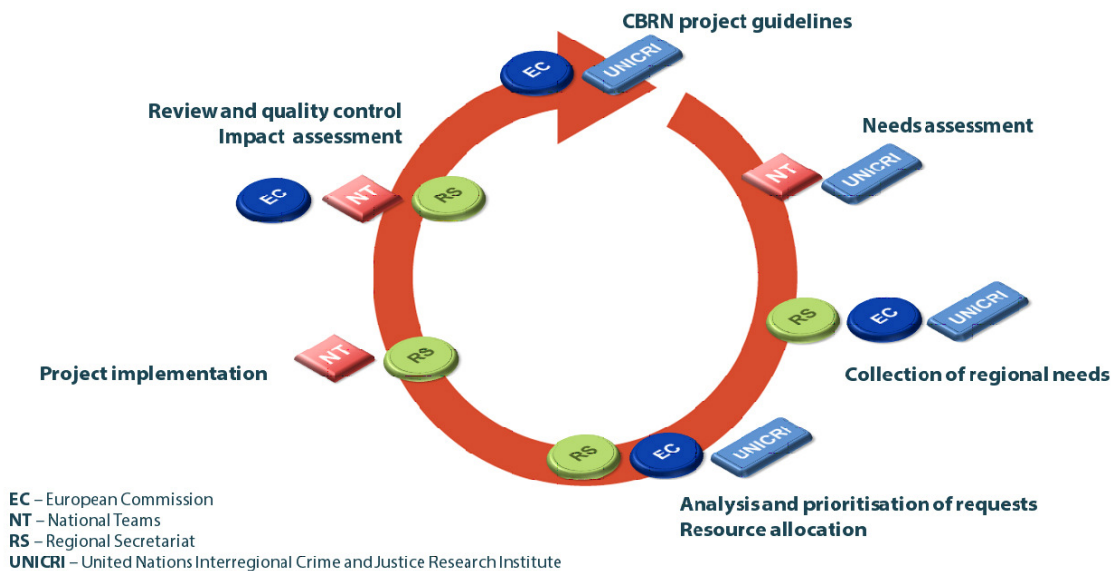 CBRN project guidelines
EC
UNICRI
Review and quality control
Impact assessment
Needs assessment
NT
UNICRI
EC
NT
RS
RS
EC
UNICRI
Collection of regional needs
Project implementation
NT
RS
RS
EC
UNICRI
Analysis and prioritisation of requests
Resource allocation
EC – European Commission
NT – National Teams
RS – Regional Secretariat
UNICRI – United Nations Interregional Crime and Justice Research Institute